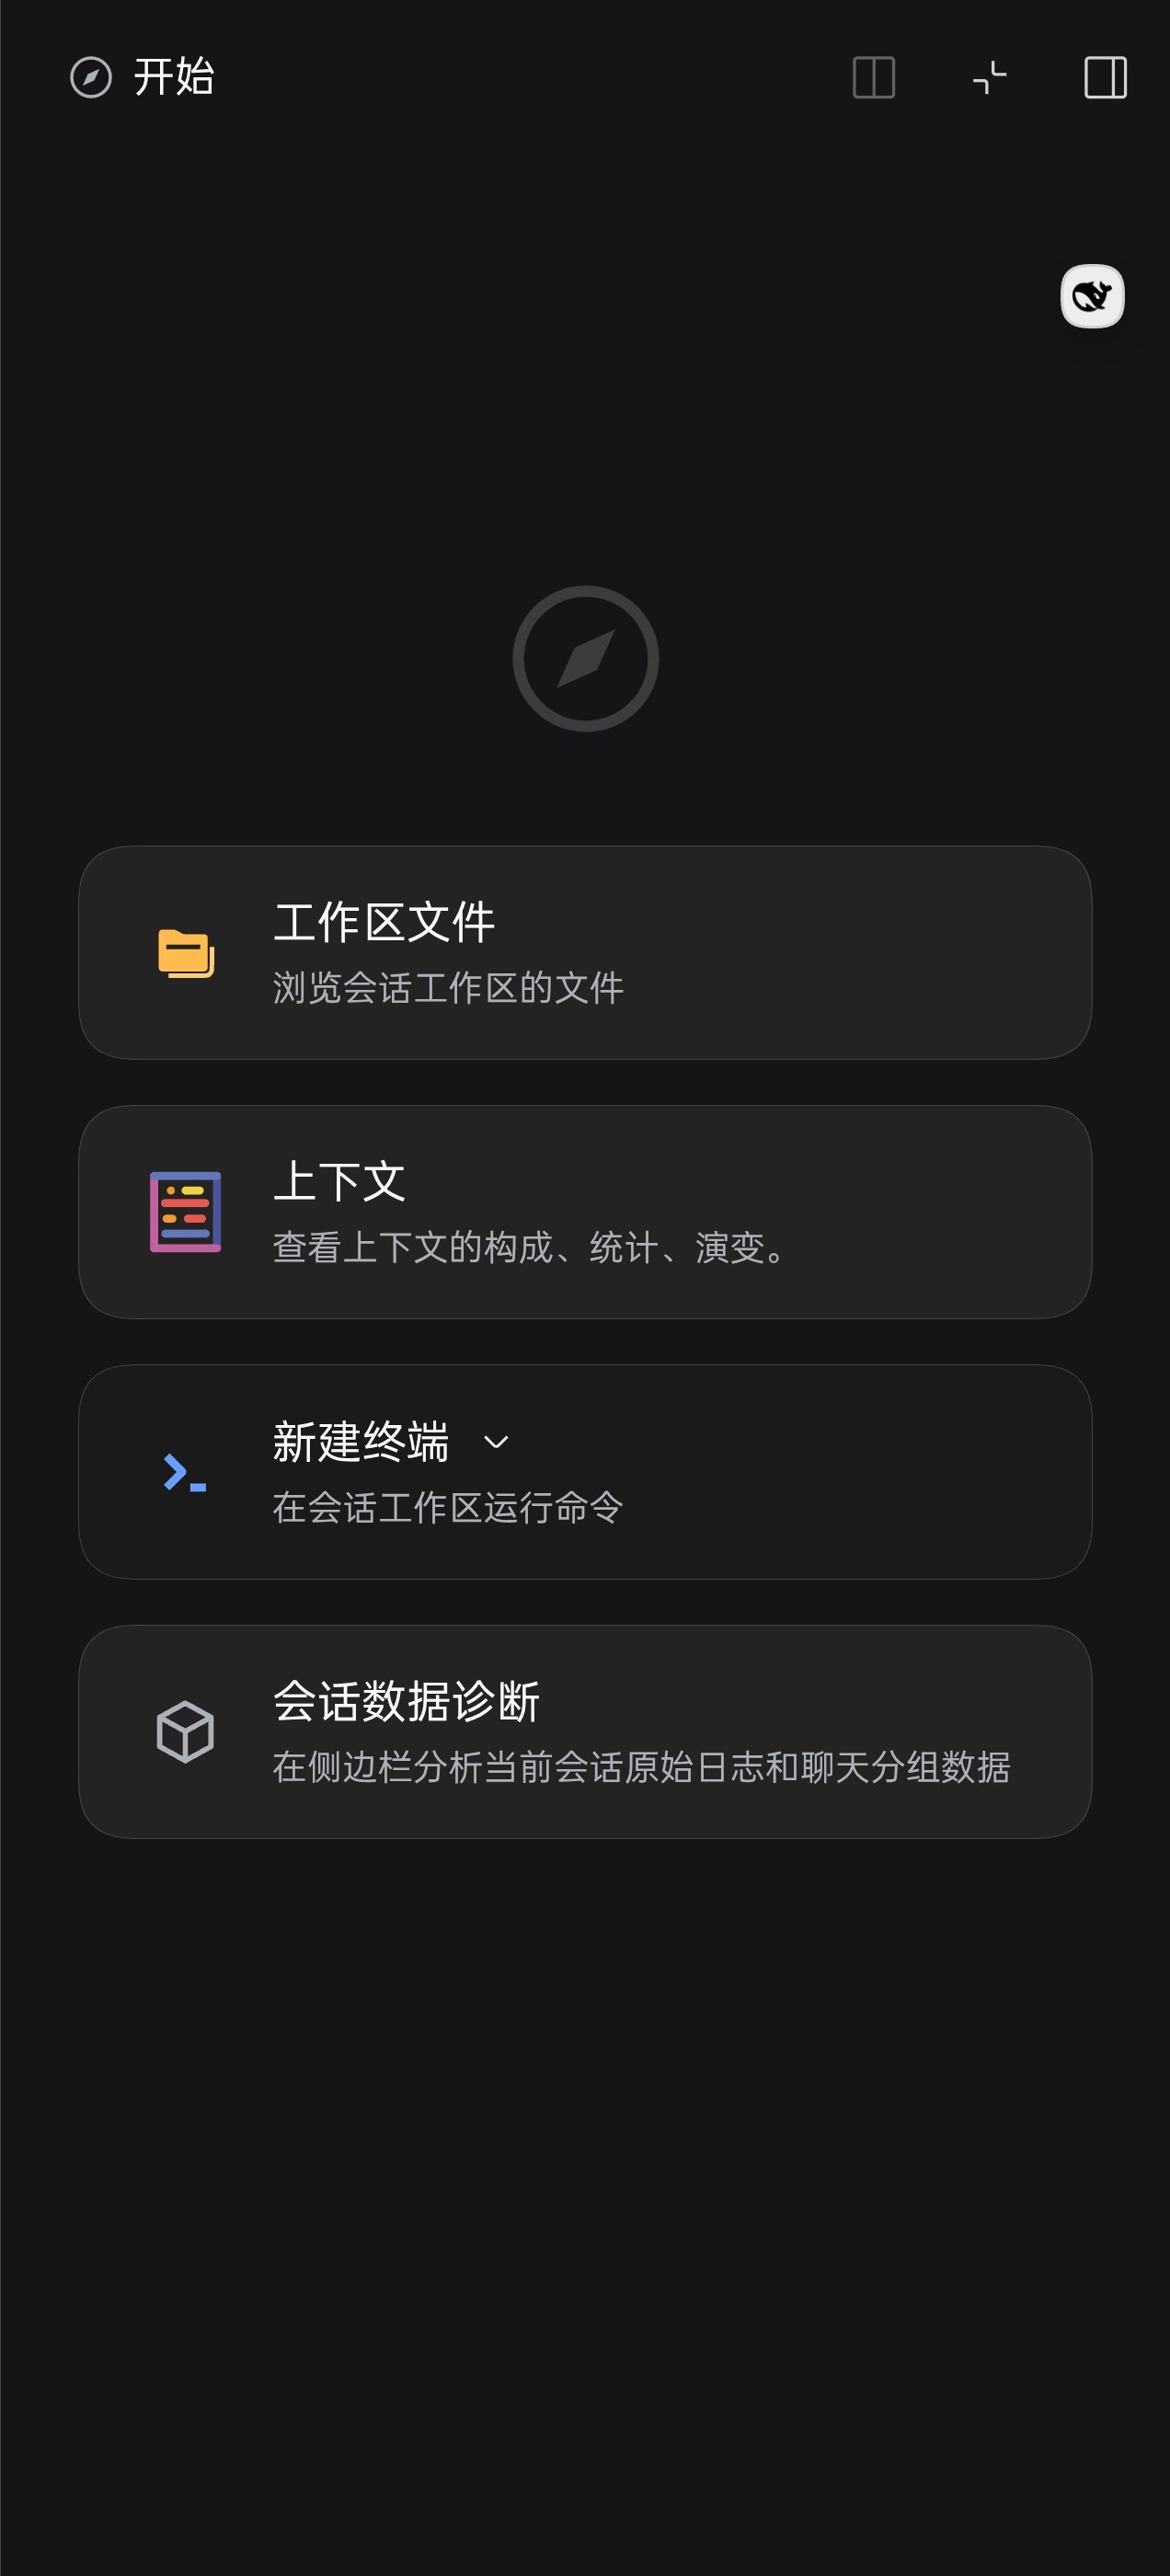 开始
工作区文件
浏览会话工作区的文件
上下文
查看上下文的构成、统计、演变。
新建终端
在会话工作区运行命令
会话数据诊断
在侧边栏分析当前会话原始日志和聊天分组数据